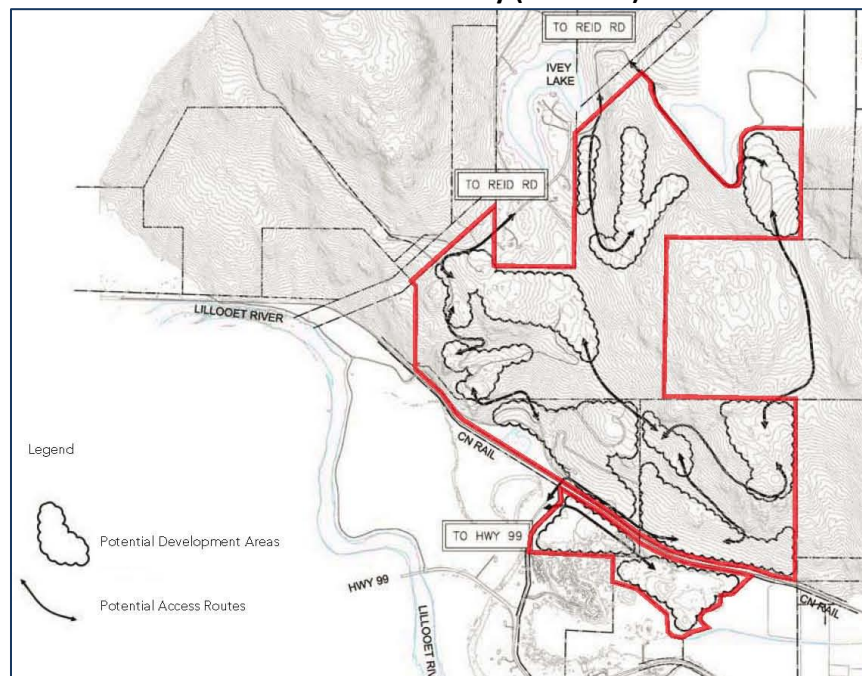 TO REID RD
IVEY
LAKE
TO REID RD
LILLOOET RIVER
CN RAIL
Legend
Potential Development Areas
TO HWY 99
Potential Access Routes
HWY 99
LILLOOET RIV
CN RAIL